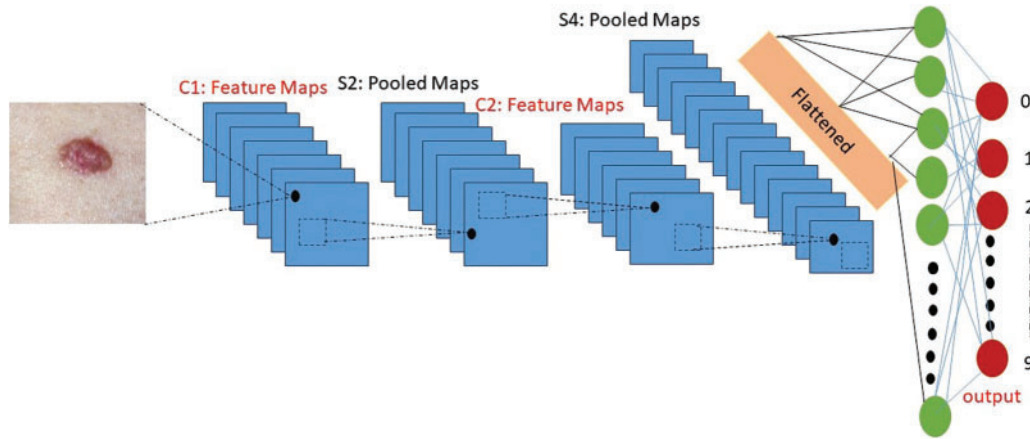 S4: Pooled Maps
C1: Feature Maps
S2: Pooled Maps
C2: Feature Maps
Flattened
0
1
2
9
output